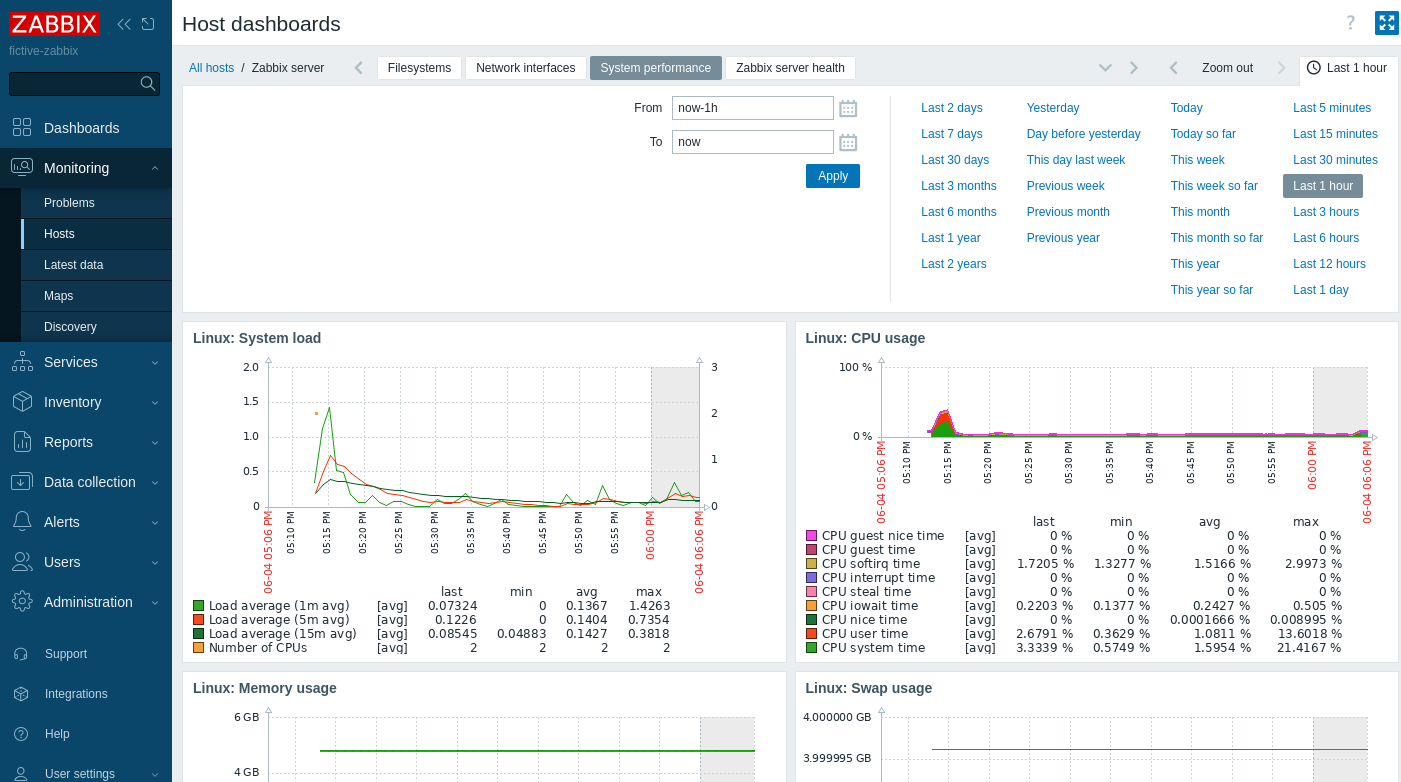 ZABBIX
fictive-zabbix
Dashboards
Monitoring
Problems
Hosts
Latest data
Maps
Discovery
Services
Inventory
Reports
Data collection
Alerts
Users
Administration
Support
Integrations
Help
User settings
Host dashboards
?
All hosts / Zabbix server
Filesystems
Network interfaces
System performance
Zabbix server health
Zoom out
Last 1 hour
From now-1h
To now
Apply
Last 2 days Yesterday Today Last 5 minutes
Last 7 days Day before yesterday Today so far Last 15 minutes
Last 30 days This day last week This week Last 30 minutes
Last 3 months Previous week This week so far Last 1 hour
Last 6 months Previous month This month Last 3 hours
Last 1 year Previous year This month so far Last 6 hours
Last 2 years This year Last 12 hours
This year so far Last 1 day
Linux: System load
2.0 3
1.5 2
1.0 1
0.5
0 0
06-04 05:06 PM 05:10 PM 05:15 PM 05:20 PM 05:25 PM 05:30 PM 05:35 PM 05:40 PM 05:45 PM 05:50 PM 05:55 PM 06:00 PM 06-04 06:06 PM
last min avg max
Load average (1m avg) [avg] 0.07324 0 0.1367 1.4263
Load average (5m avg) [avg] 0.1226 0 0.1404 0.7354
Load average (15m avg) [avg] 0.08545 0.04883 0.1427 0.3818
Number of CPUs [avg] 2 2 2 2
Linux: CPU usage
100 %
0 %
06-04 05:06 PM 05:10 PM 05:15 PM 05:20 PM 05:25 PM 05:30 PM 05:35 PM 05:40 PM 05:45 PM 05:50 PM 05:55 PM 06:00 PM 06-04 06:06 PM
last min avg max
CPU guest nice time [avg] 0 % 0 % 0 % 0 %
CPU guest time [avg] 0 % 0 % 0 % 0 %
CPU softirq time [avg] 1.7205 % 1.3277 % 1.5166 % 2.9973 %
CPU interrupt time [avg] 0 % 0 % 0 % 0 %
CPU steal time [avg] 0 % 0 % 0 % 0 %
CPU iowait time [avg] 0.2203 % 0.1377 % 0.2427 % 0.505 %
CPU nice time [avg] 0 % 0 % 0.0001666 % 0.008995 %
CPU user time [avg] 2.6791 % 0.3629 % 1.0811 % 13.6018 %
CPU system time [avg] 3.3339 % 0.5749 % 1.5954 % 21.4167 %
Linux: Memory usage
6 GB
4 GB
Linux: Swap usage
4.000000 GB
3.999995 GB